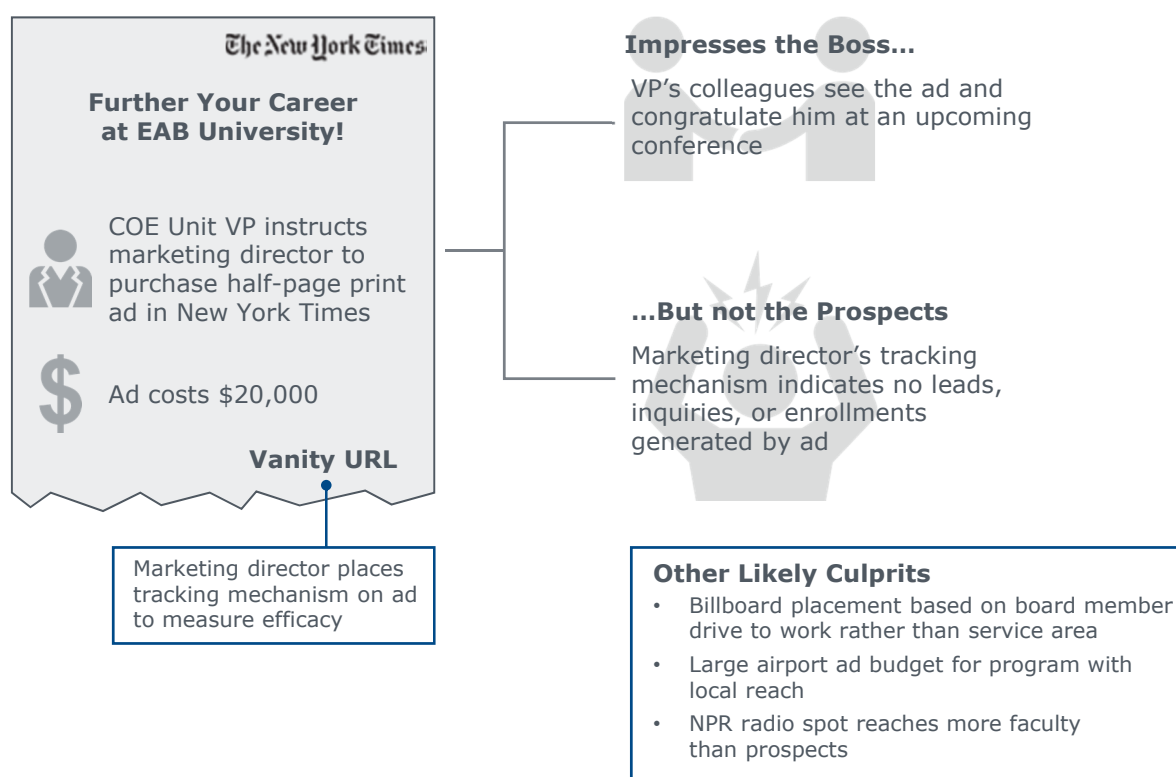 The New York Times
Further Your Career
at EAB University!
COE Unit VP instructs
marketing director to
purchase half-page print
ad in New York Times
$
Ad costs $20,000
Vanity URL
Marketing director places
tracking mechanism on ad
to measure efficacy
Impresses the Boss…
VP’s colleagues see the ad and
congratulate him at an upcoming
conference
…But not the Prospects
Marketing director’s tracking
mechanism indicates no leads,
inquiries, or enrollments
generated by ad
Other Likely Culprits
• Billboard placement based on board member
drive to work rather than service area
• Large airport ad budget for program with
local reach
• NPR radio spot reaches more faculty
than prospects